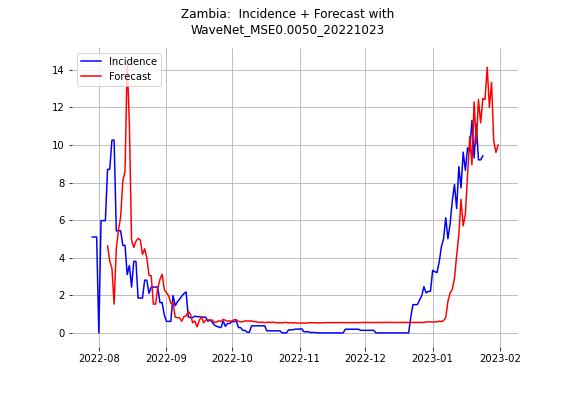 Zambia:  Incidence + Forecast with
WaveNet_MSE0.0050_20221023
Incidence
Forecast
14
12
10
8
6
4
2
0
2022-08 2022-09 2022-10 2022-11 2022-12 2023-01 2023-02